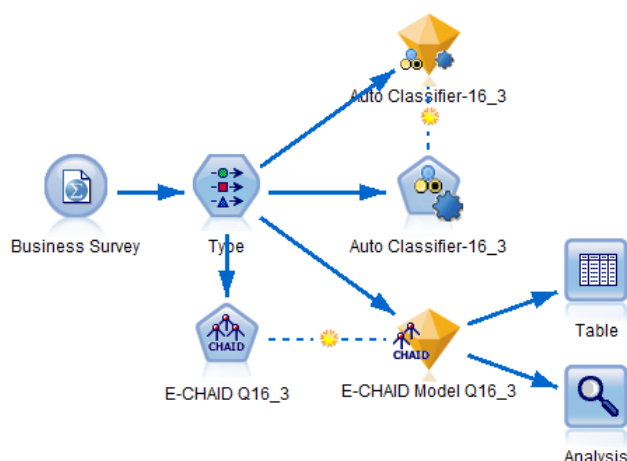 Auto Classifier-16_3
Business Survey
Type
Auto Classifier-16_3
CHAID
E-CHAID Q16_3
CHAID
E-CHAID Model Q16_3
Table
Analysis